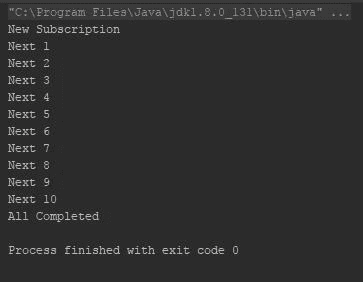 "C:\Program Files\Java\jdk1.8.0_131\bin\java" ...
New Subscription
Next 1
Next 2
Next 3
Next 4
Next 5
Next 6
Next 7
Next 8
Next 9
Next 10
All Completed
Process finished with exit code 0